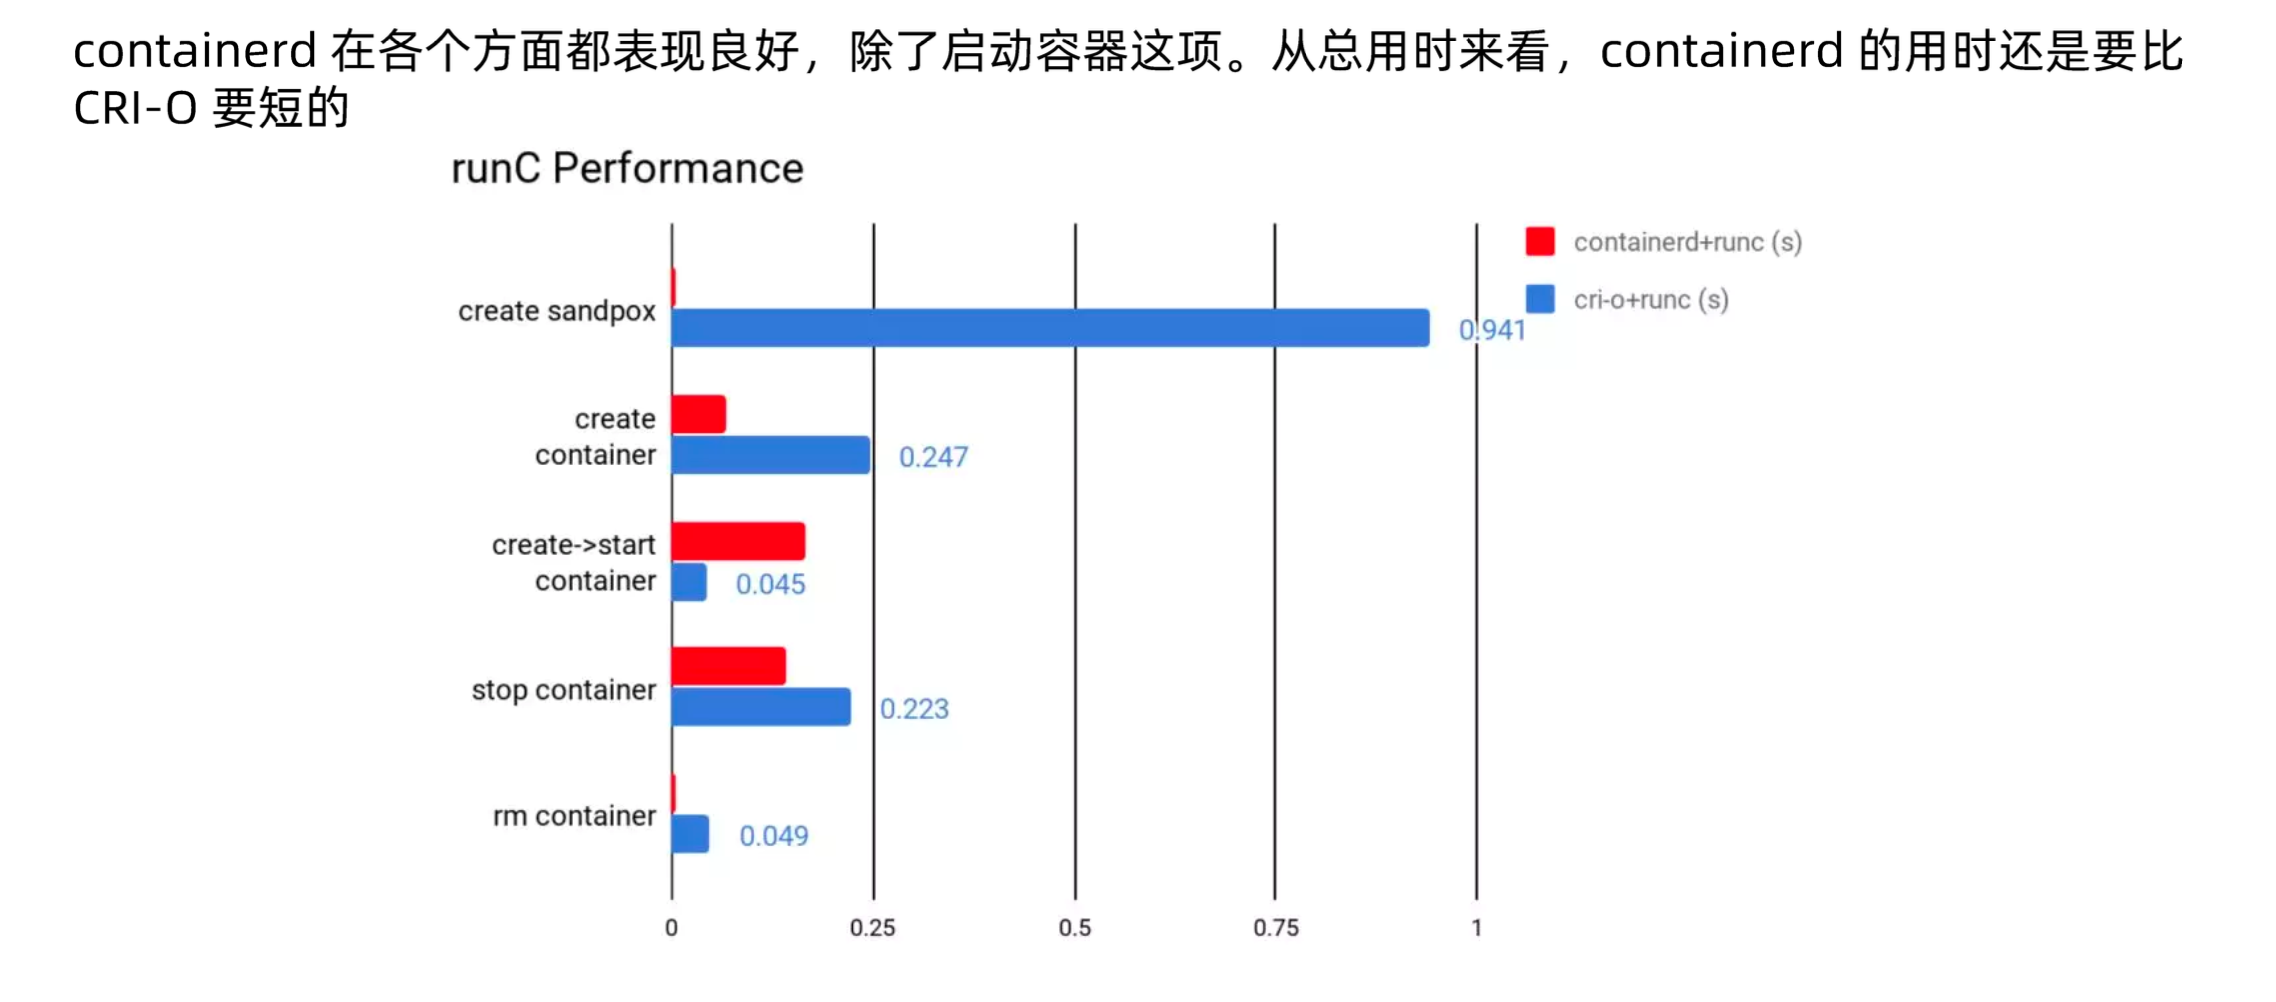 containerd 在各个方面都表现良好，除了启动容器这项。从总用时来看，containerd 的用时还是要比
CRI-O 要短的
runC Performance
containerd+runc (s)
cri-o+runc (s)
create sandpox
0.941
create
container
0.247
create->start
container
0.045
stop container
0.223
rm container
0.049
0
0.25
0.5
0.75
1